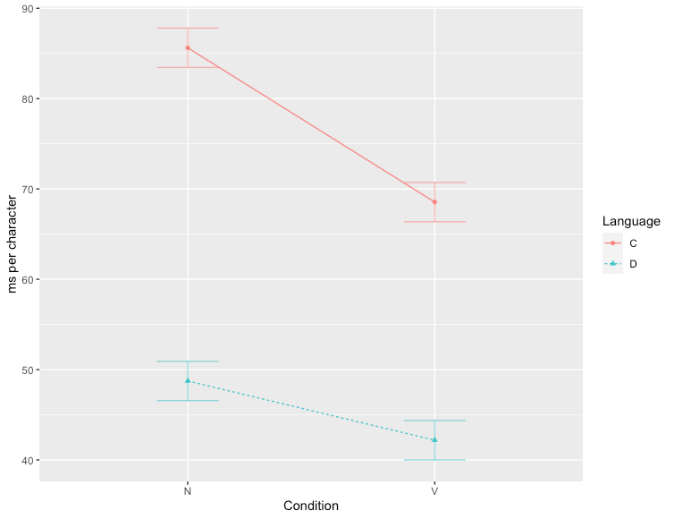 90
80
70
60
50
40
ms per character
N
V
Condition
Language
C
D